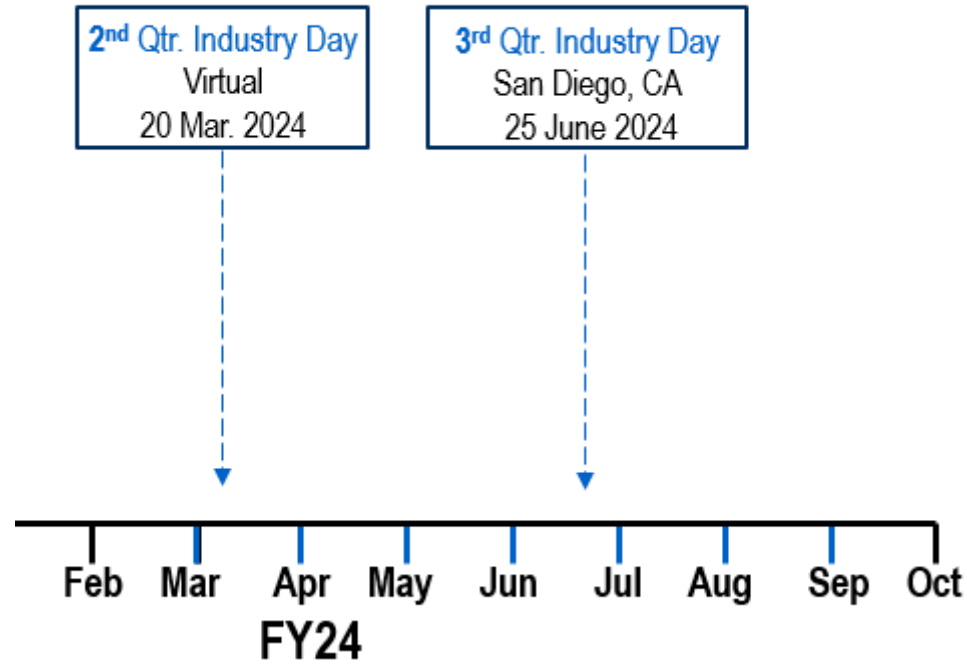 2nd Qtr. Industry Day
Virtual
20 Mar. 2024
3rd Qtr. Industry Day
San Diego, CA
25 June 2024
Feb Mar Apr May Jun Jul Aug Sep Oct
FY24